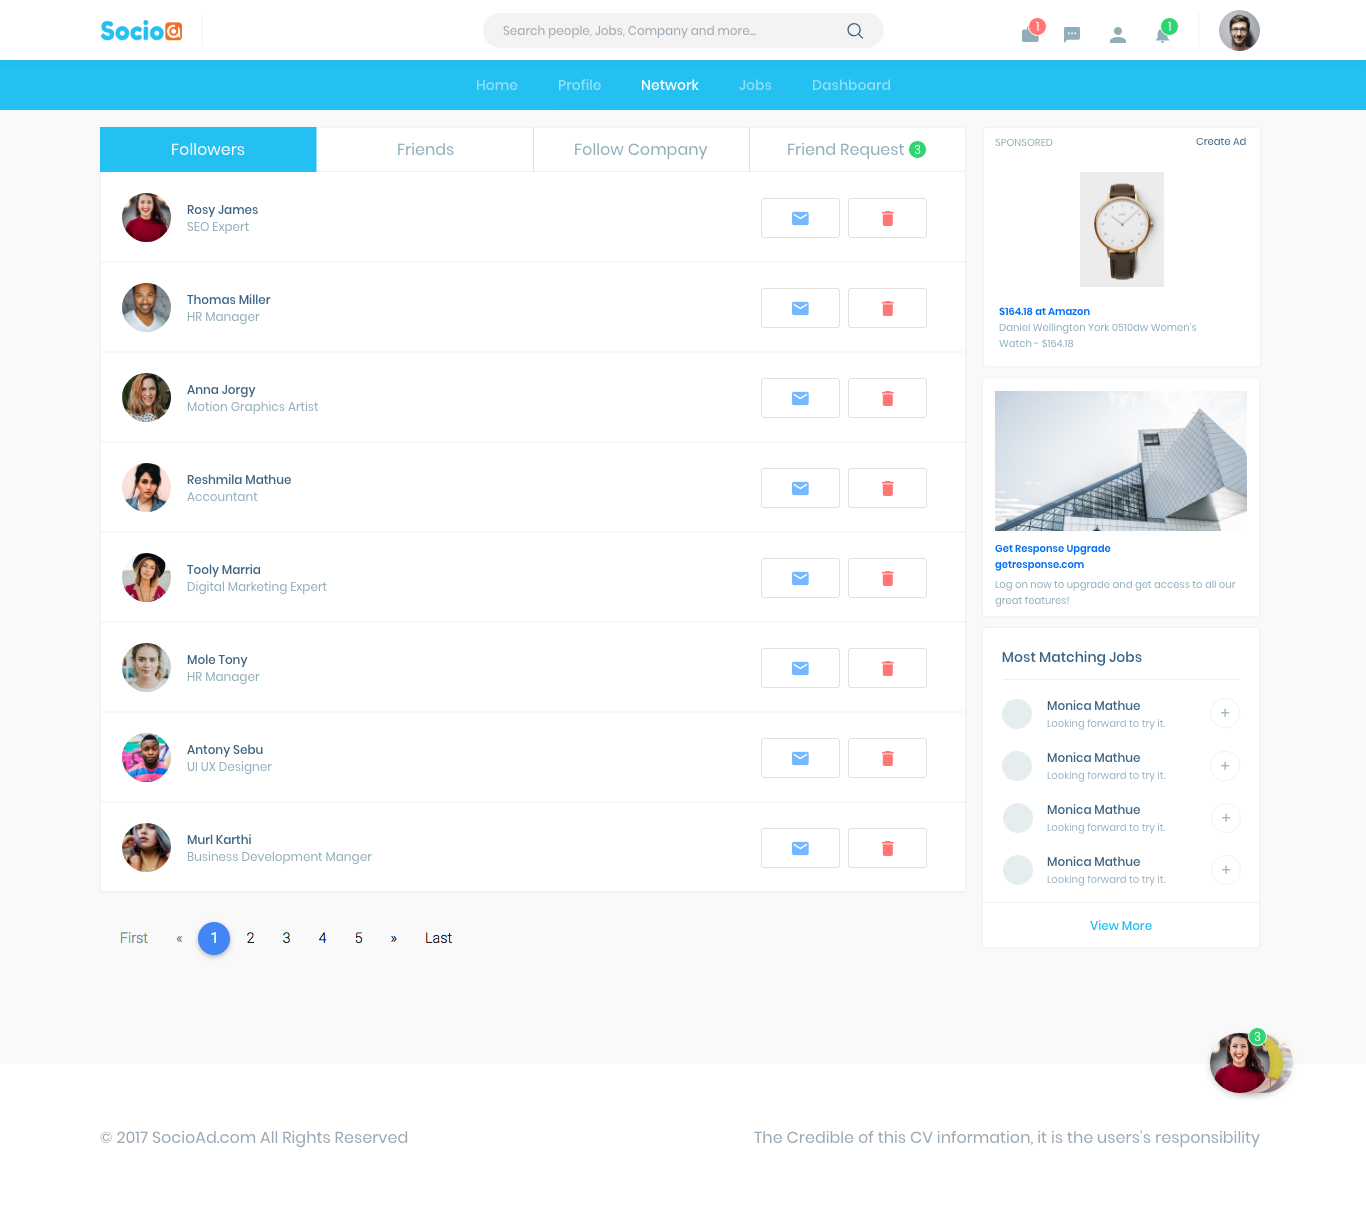 Socioa
Search people, Jobs, Company and more...
1
1
Home
Profile
Network
Jobs
Dashboard
Followers
Friends
Follow Company
Friend Request 3
Rosy James
SEO Expert
Thomas Miller
HR Manager
Anna Jorgy
Motion Graphics Artist
Reshmila Mathue
Accountant
Tooly Marria
Digital Marketing Expert
Mole Tony
HR Manager
Antony Sebu
UI UX Designer
Murl Karthi
Business Development Manger
First « 1 2 3 4 5 » Last
SPONSORED
Create Ad
$164.18 at Amazon
Daniel Wellington York 0510dw Women's
Watch - $164.18
Get Response Upgrade
getresponse.com
Log on now to upgrade and get access to all our
great features!
Most Matching Jobs
Monica Mathue
Looking forward to try it.
Monica Mathue
Looking forward to try it.
Monica Mathue
Looking forward to try it.
Monica Mathue
Looking forward to try it.
View More
3
© 2017 SocioAd.com All Rights Reserved
The Credible of this CV information, it is the users's responsibility